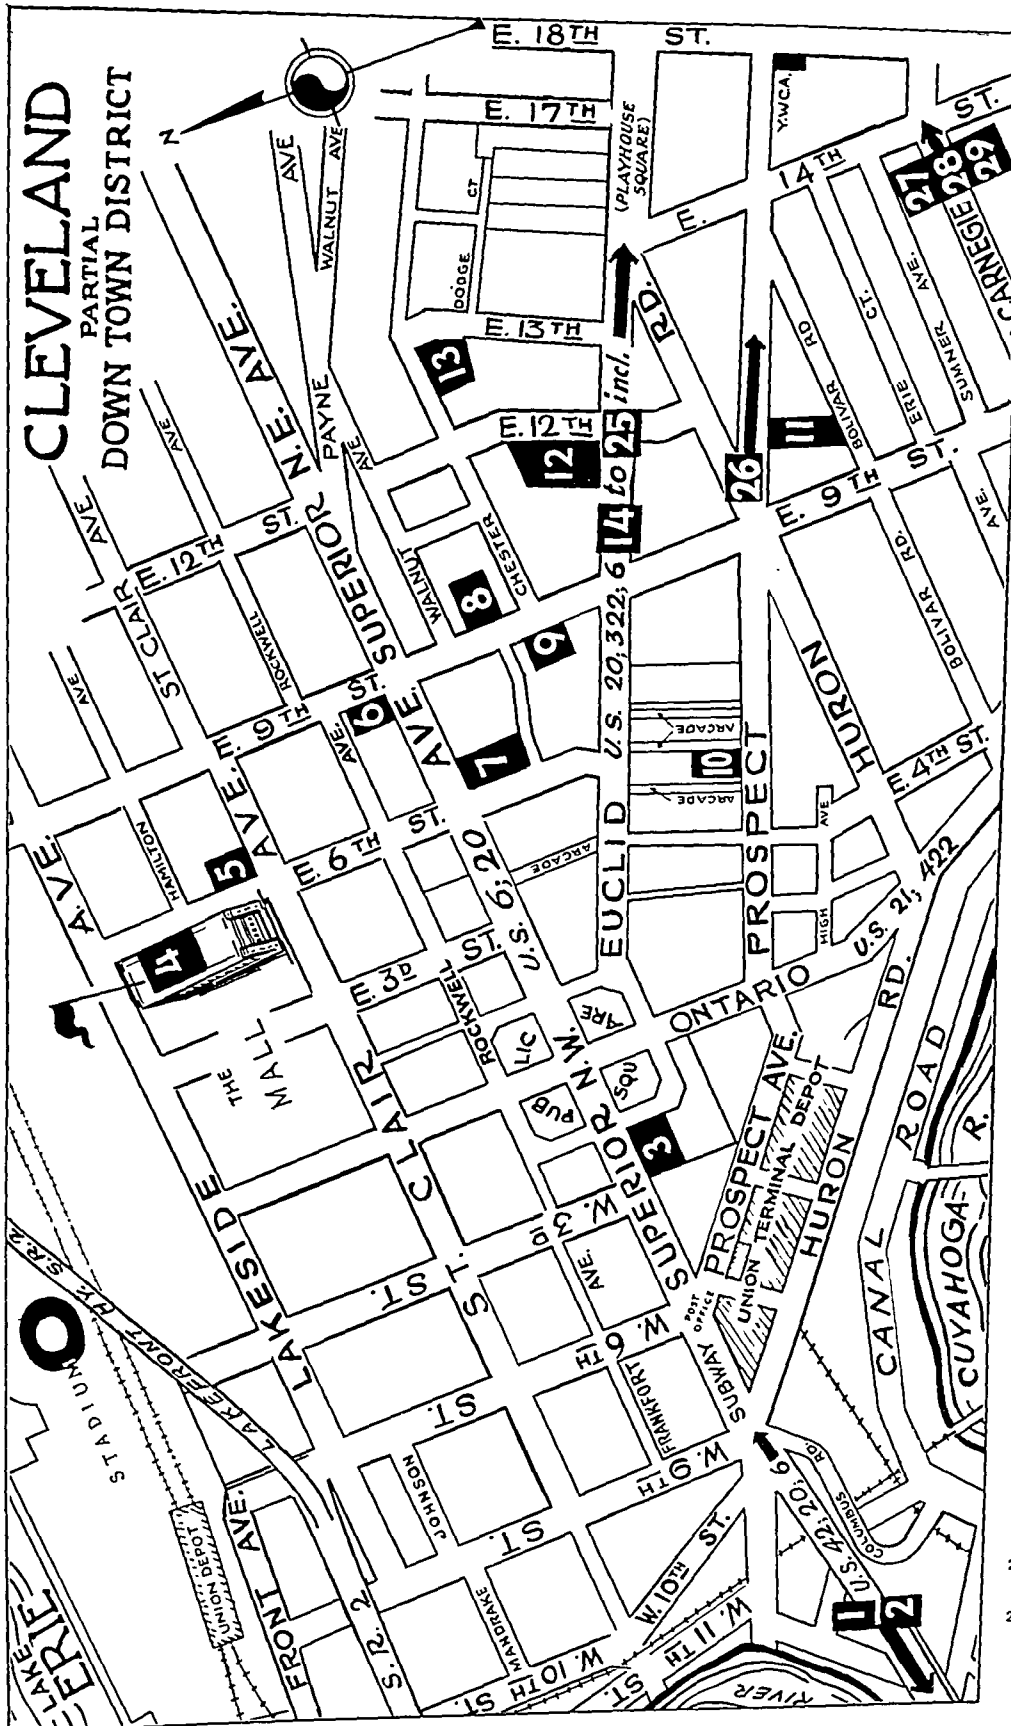 CLEVELAND
PARTIAL
DOWN TOWN DISTRICT
N
LAKE
ERIE
STADIUM
UNION DEPOT
LAKEFRONT HY. S.R. 2
S.R. 2
FRONT AVE.
LAKESIDE AVE.
HAMILTON AVE
ST CLAIR AVE
ST. CLAIR AVE.
ROCKWELL AVE.
ROCKWELL
SUPERIOR N.E. AVE.
SUPERIOR AVE.
SUPERIOR N.W.
PAYNE AVE
WALNUT AVE
WALNUT
CHESTER
DODGE CT
THE
MALL
E. 3D ST.
E. 6TH ST.
E. 9TH ST.
E. 12TH ST.
E. 12TH
E. 13TH
E. 17TH
E. 18TH ST.
(PLAYHOUSE
SQUARE)
Y.W.C.A.
E. 14TH ST.
EUCLID
U.S. 20; 322; 6
14 to 25 incl.
U.S. 6; 20
ARCADE
ARCADE
ARCADE
ARCADE
PROSPECT
HURON RD.
HIGH AVE
E. 4TH ST.
E. 9TH ST.
BOLIVAR RD
BOLIVAR
BOLIVAR RD.
BOLIVAR
ERIE CT.
SUMNER AVE.
SUMNER
CARNEGIE AVE.
U.S. 21; 422
ONTARIO
PUB
LIC
SQU
ARE
PROSPECT AVE.
UNION TERMINAL DEPOT
POST
OFFICE
SUBWAY
HURON RD.
CANAL ROAD
CUYAHOGA R.
W. 3D ST.
W. 6TH ST.
W. 9TH ST.
W. 10TH ST.
W. 10TH ST.
W. 11TH ST.
FRANKFORT AVE.
JOHNSON
MANDRAKE
COLUMBUS RD.
U.S. 42; 20; 6
RIVER
1
2
3
4
5
6
7
8
9
10
11
12
13
26
27
28
29